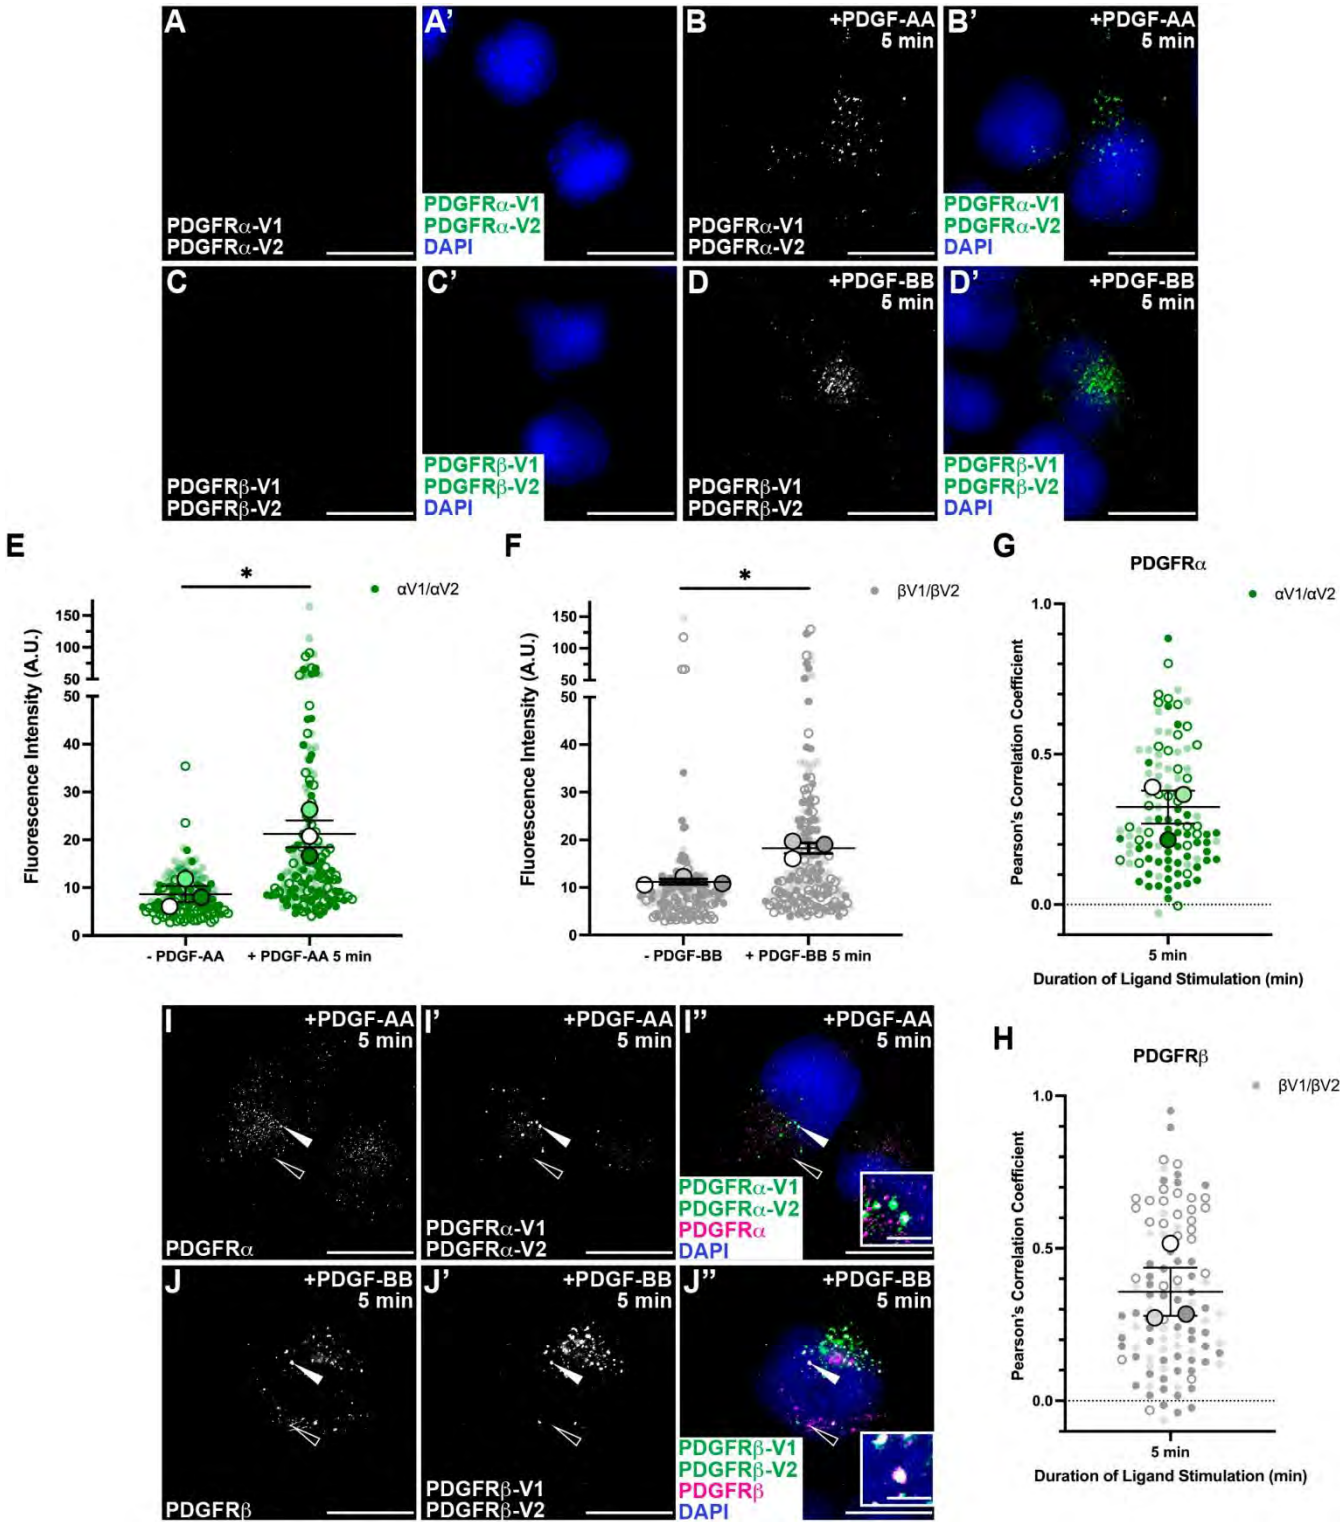 A
PDGFRα-V1
PDGFRα-V2
A’
PDGFRα-V1
PDGFRα-V2
DAPI
B
+PDGF-AA
5 min
PDGFRα-V1
PDGFRα-V2
B’
+PDGF-AA
5 min
PDGFRα-V1
PDGFRα-V2
DAPI
C
PDGFRβ-V1
PDGFRβ-V2
C’
PDGFRβ-V1
PDGFRβ-V2
DAPI
D
+PDGF-BB
5 min
PDGFRβ-V1
PDGFRβ-V2
D’
+PDGF-BB
5 min
PDGFRβ-V1
PDGFRβ-V2
DAPI
E
*
αV1/αV2
Fluorescence Intensity (A.U.)
150
100
50
50
40
30
20
10
0
- PDGF-AA
+ PDGF-AA 5 min
F
*
βV1/βV2
Fluorescence Intensity (A.U.)
150
100
50
50
40
30
20
10
0
- PDGF-BB
+ PDGF-BB 5 min
G
PDGFRα
αV1/αV2
Pearson's Correlation Coefficient
1.0
0.5
0.0
5 min
Duration of Ligand Stimulation (min)
H
PDGFRβ
βV1/βV2
Pearson's Correlation Coefficient
1.0
0.5
0.0
5 min
Duration of Ligand Stimulation (min)
I
+PDGF-AA
5 min
PDGFRα
I’
+PDGF-AA
5 min
PDGFRα-V1
PDGFRα-V2
I”
+PDGF-AA
5 min
PDGFRα-V1
PDGFRα-V2
PDGFRα
DAPI
J
+PDGF-BB
5 min
PDGFRβ
J’
+PDGF-BB
5 min
PDGFRβ-V1
PDGFRβ-V2
J”
+PDGF-BB
5 min
PDGFRβ-V1
PDGFRβ-V2
PDGFRβ
DAPI